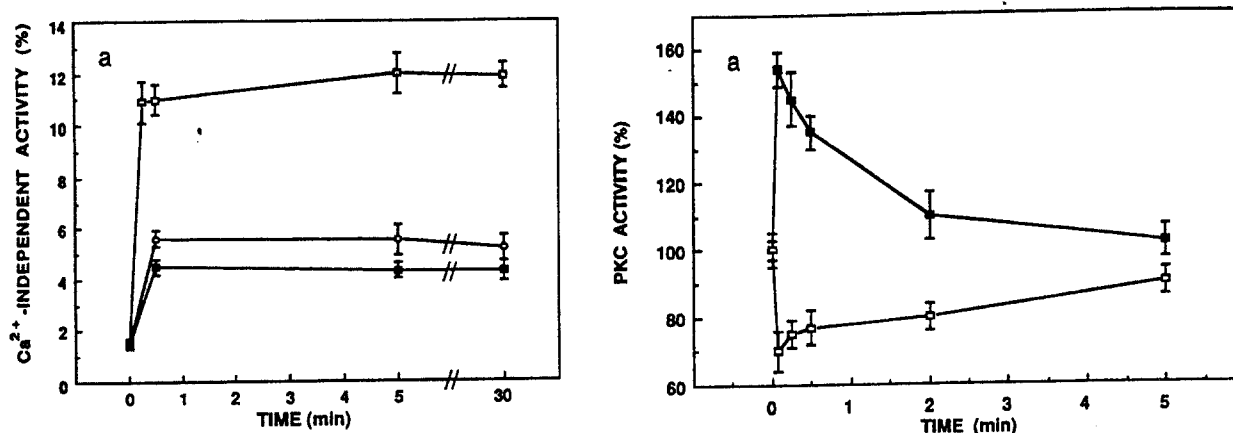 14
12
10
8
6
4
2
0
Ca2+-INDEPENDENT ACTIVITY (%)
a
0 1 2 3 4 5 30
TIME (min)
160
140
120
100
80
60
PKC ACTIVITY (%)
a
0 1 2 3 4 5
TIME (min)